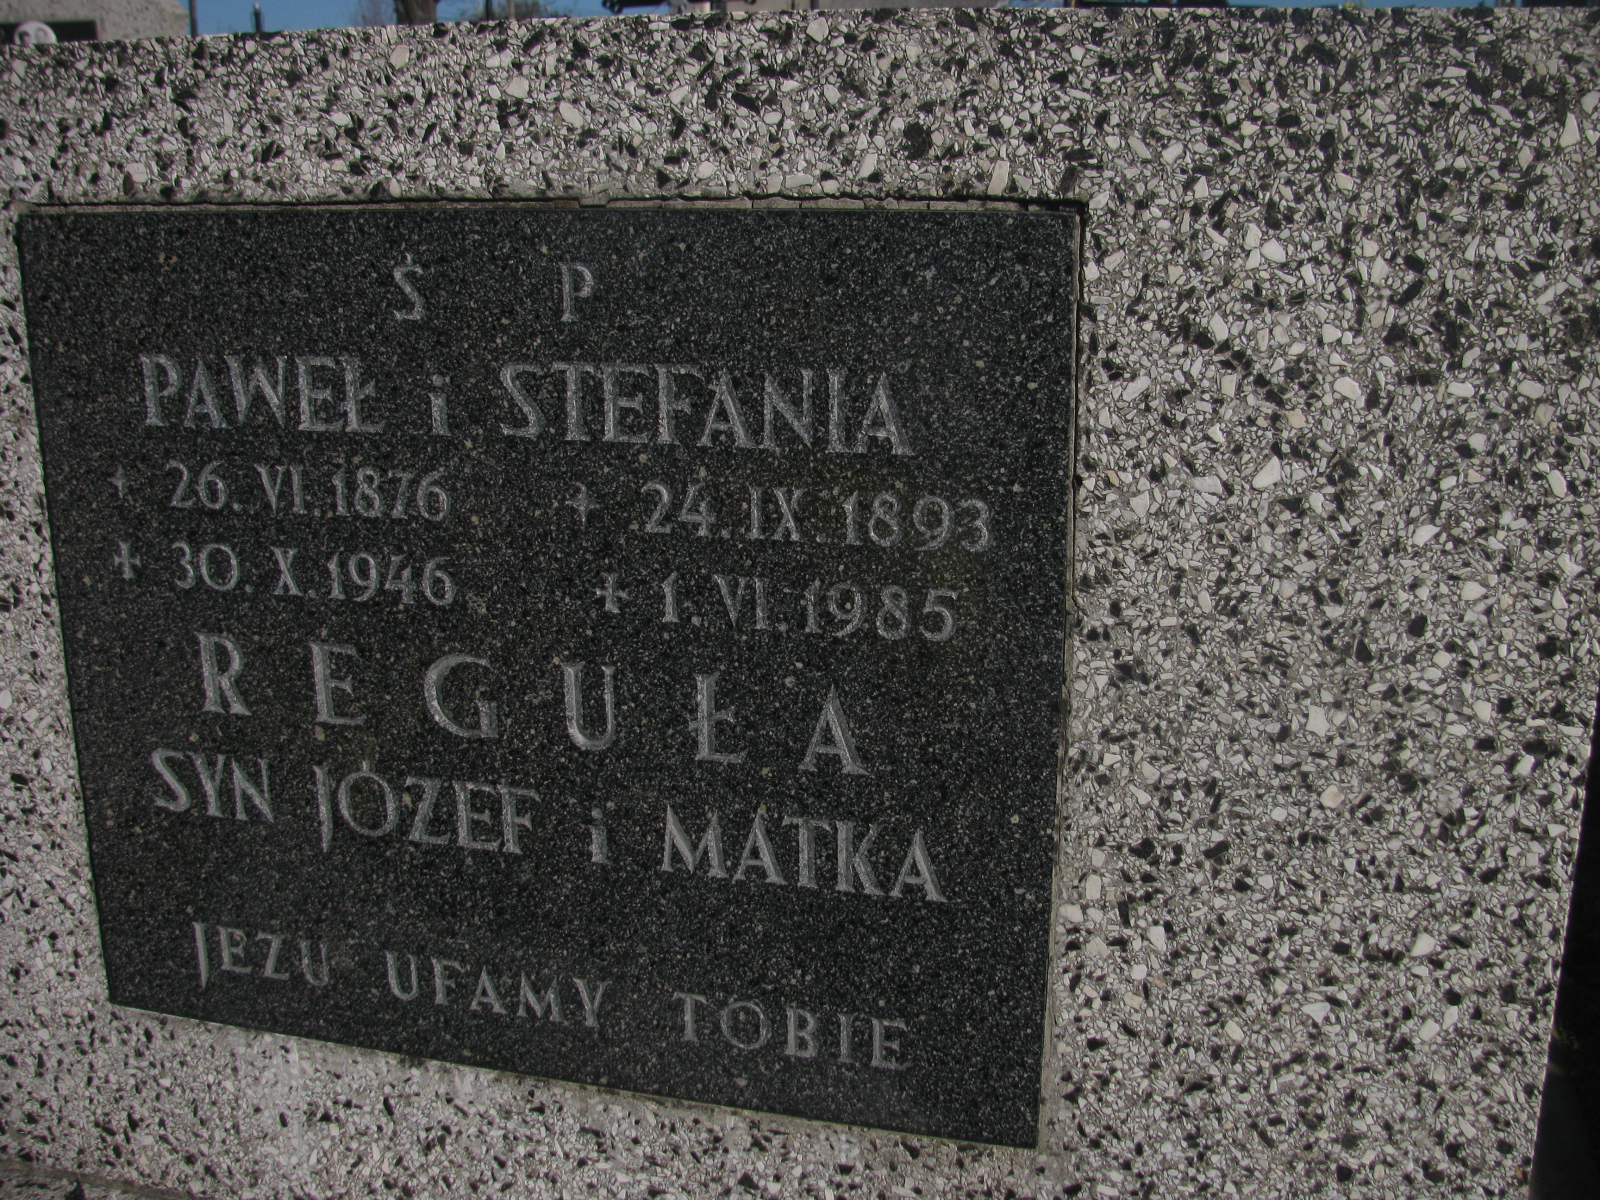 Ś P
PAWEŁ i STEFANIA
+ 26. VI. 1876 + 24. IX. 1893
+ 30. X. 1946 + 1. VI. 1985
REGUŁA
SYN JÓZEF i MATKA
JEZU UFAMY TOBIE